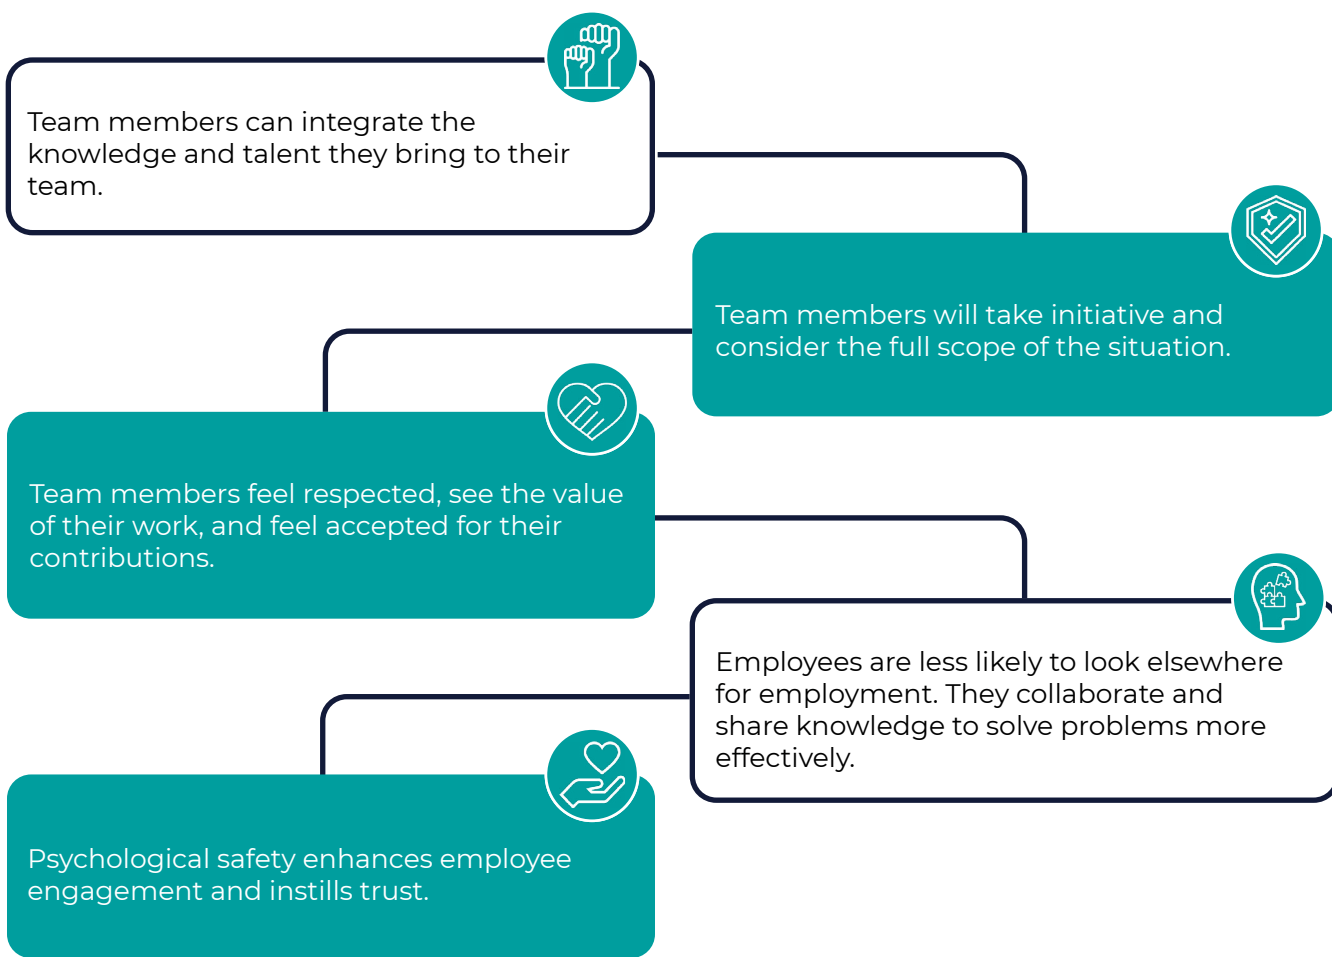 Team members can integrate the
knowledge and talent they bring to their
team.
Team members will take initiative and
consider the full scope of the situation.
Team members feel respected, see the value
of their work, and feel accepted for their
contributions.
Employees are less likely to look elsewhere
for employment. They collaborate and
share knowledge to solve problems more
effectively.
Psychological safety enhances employee
engagement and instills trust.